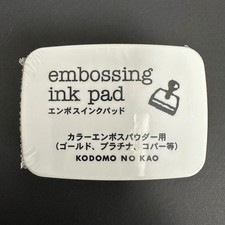 embossing
ink pad
エンボスインクパッド
カラーエンボスパウダー用
(ゴールド、プラチナ、コパー等)
KODOMO NO KAO